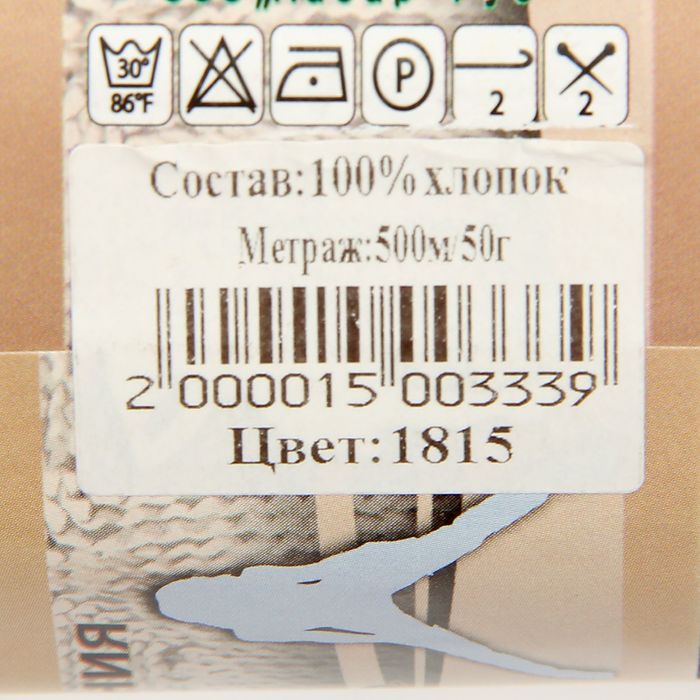 30°
86°F
P
2
2
Состав:100% хлопок
Метраж:500м/50г
2 000015 003339
Цвет:1815